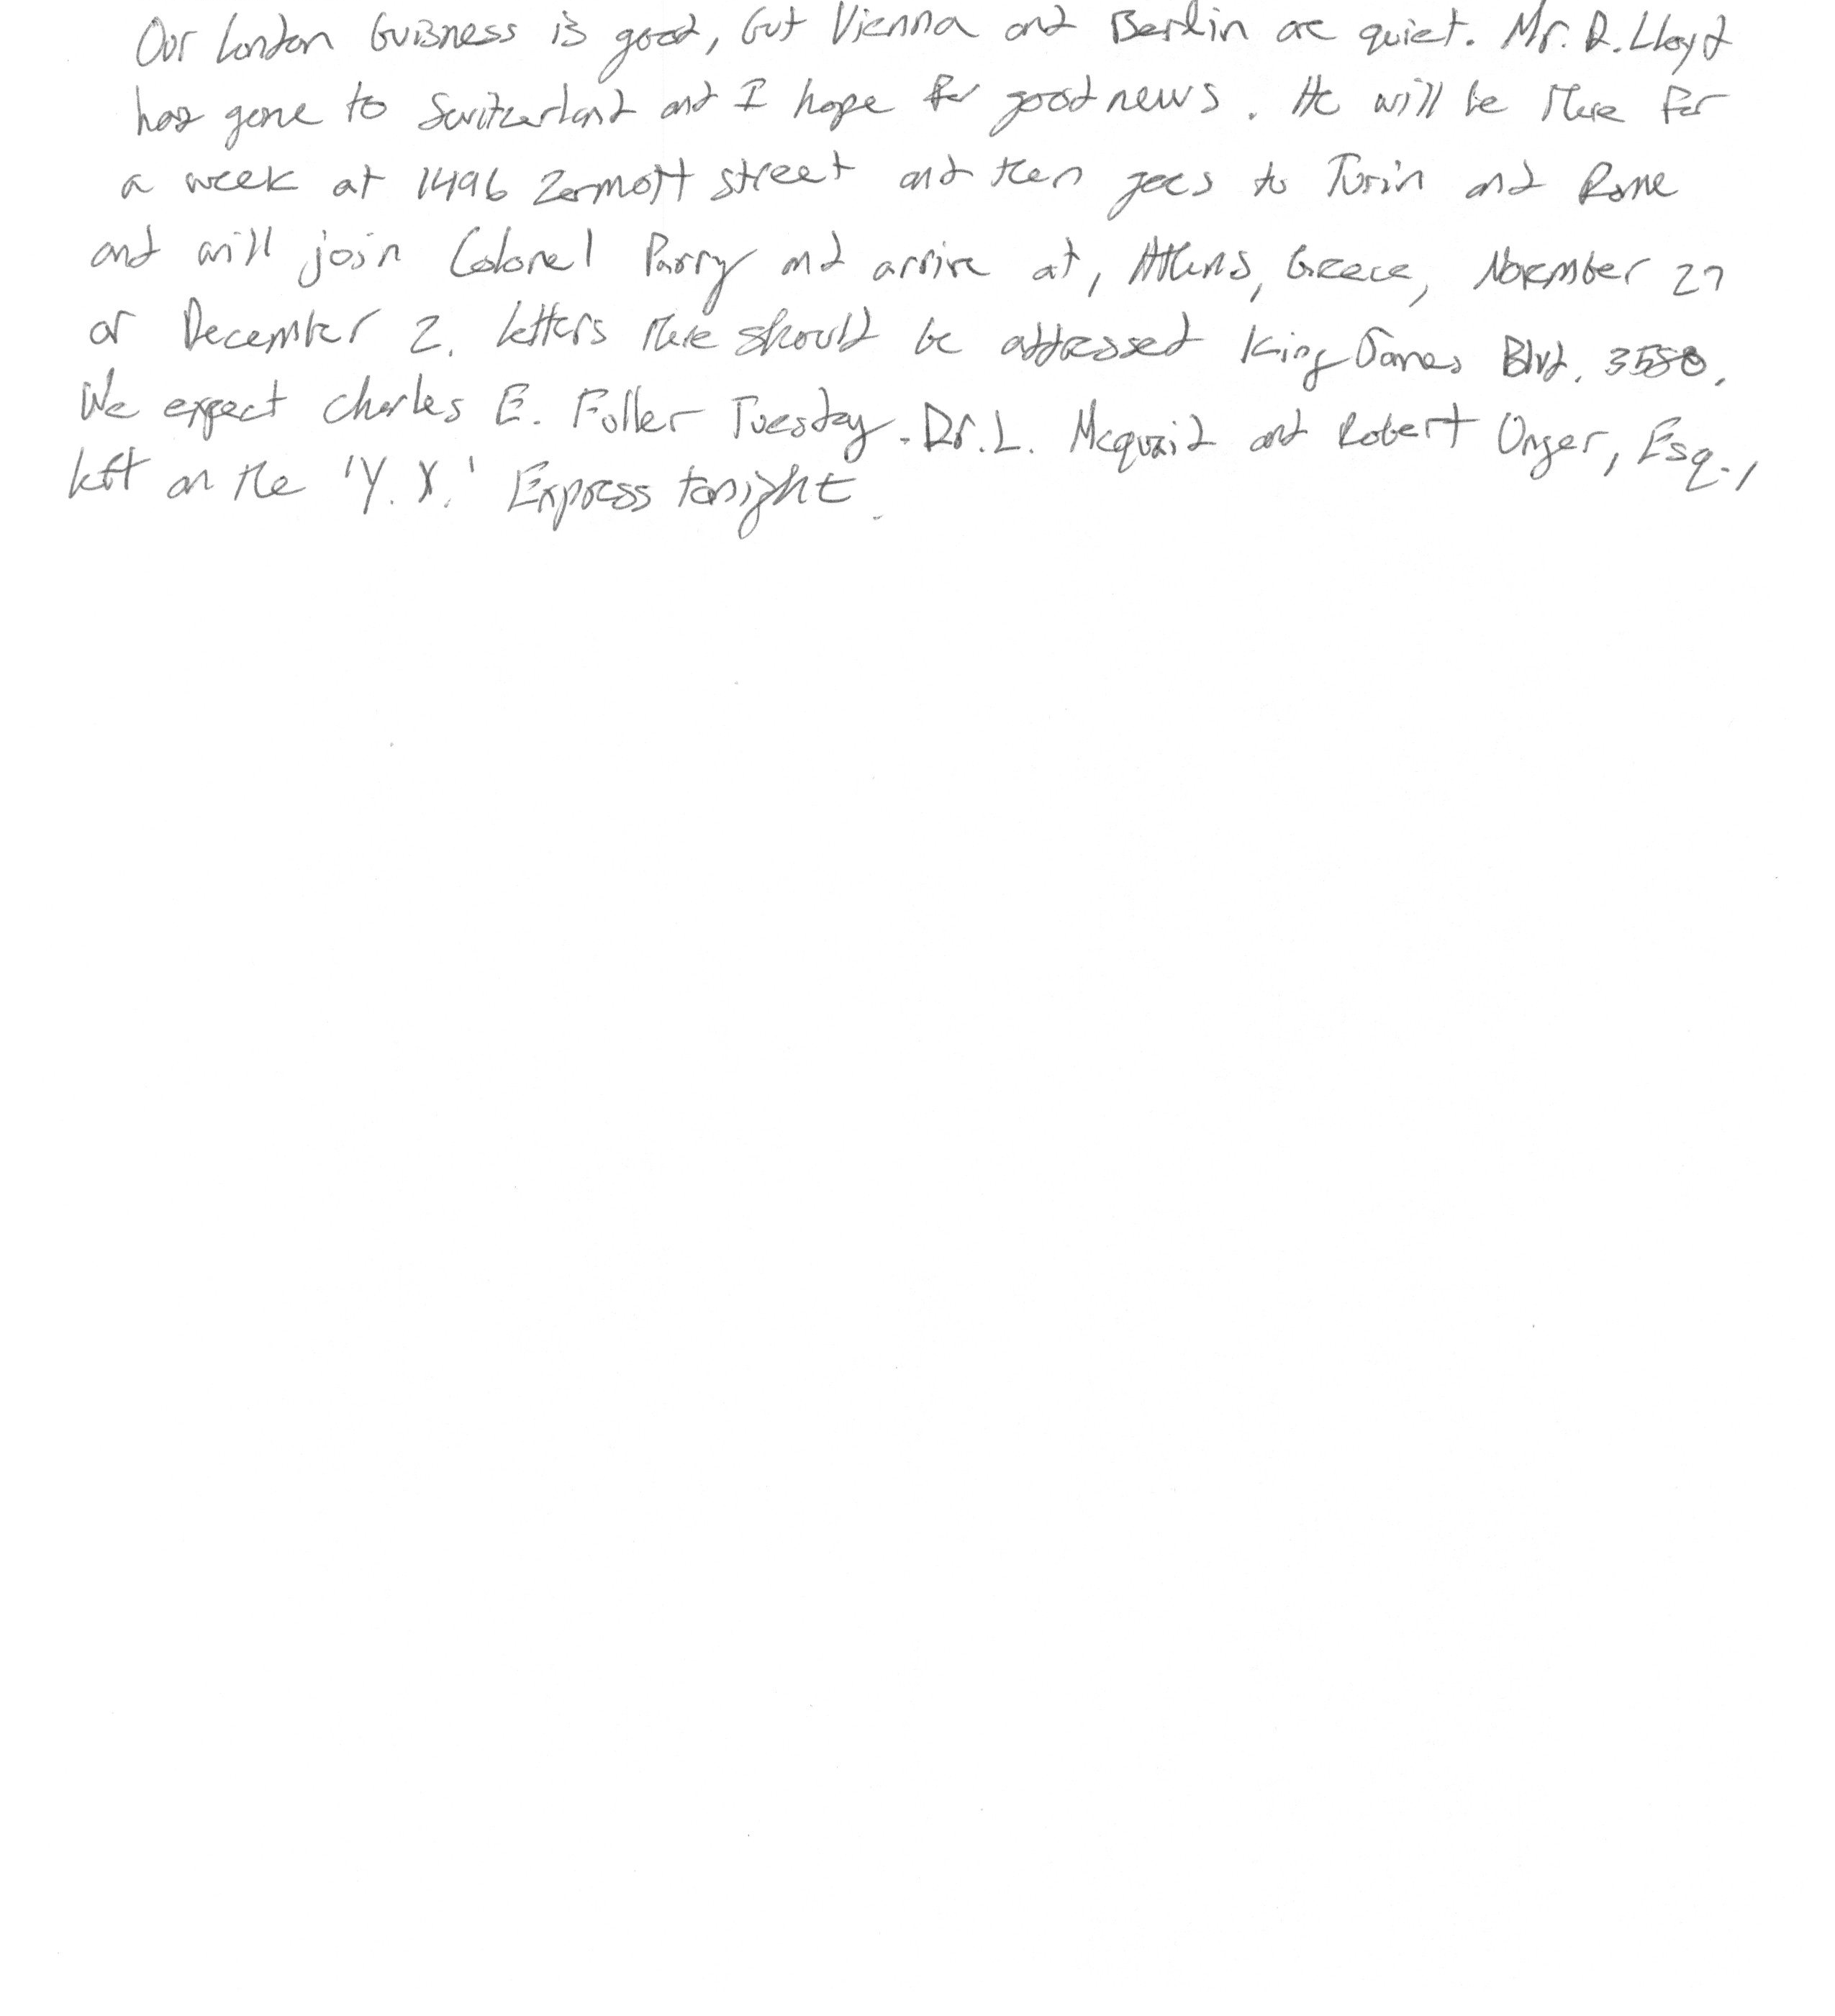 Our London buisness is good, but Vienna and Berlin are quiet. Mr. D. Lloyd
has gone to Switzerland and I hope for good news. He will be there for
a week at 1496 Zermott street and then goes to Turin and Rome
and will join Colonel Parry and arrive at, Athens, Greece, November 27
or December 2. Letters there should be addressed King James Blvd. 3580.
We expect Charles E. Fuller Tuesday. Dr. L. Mcquaid and Robert Unger, Esq.,
left on the 'Y.X.' Express tonight.